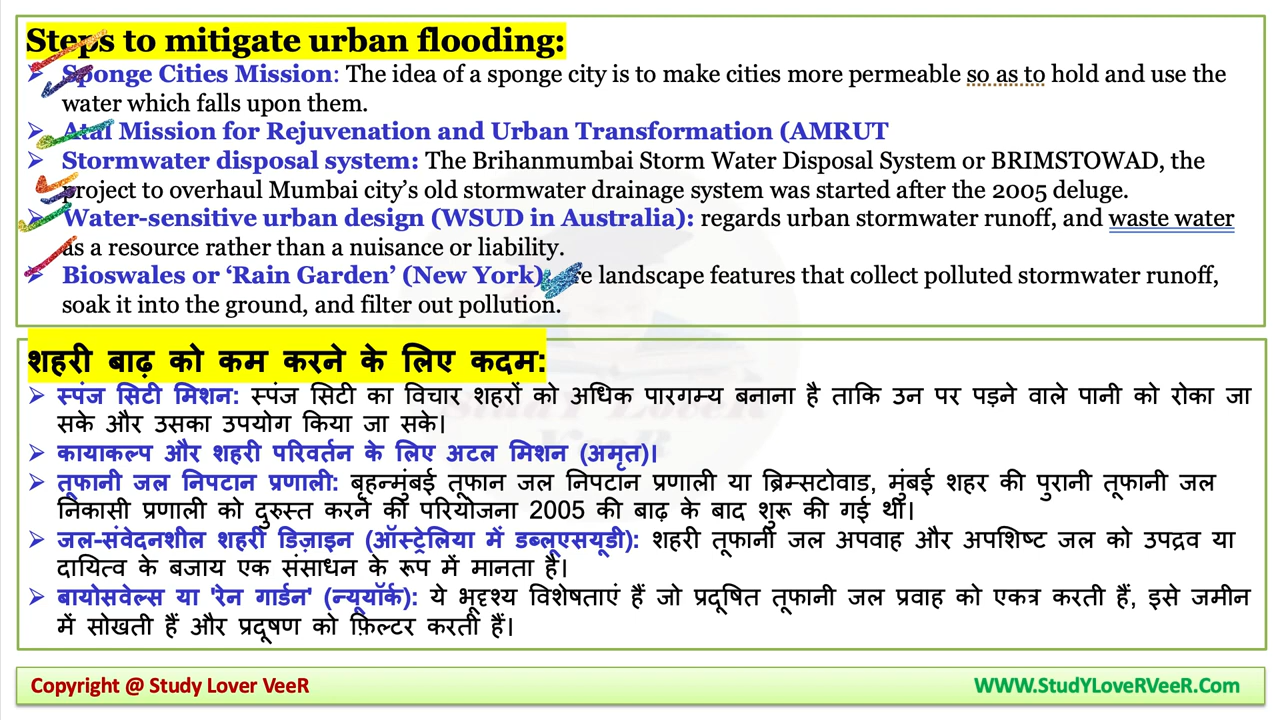 Steps to mitigate urban flooding:
➢ Sponge Cities Mission: The idea of a sponge city is to make cities more permeable so as to hold and use the
water which falls upon them.
➢ Atal Mission for Rejuvenation and Urban Transformation (AMRUT
➢ Stormwater disposal system: The Brihanmumbai Storm Water Disposal System or BRIMSTOWAD, the
project to overhaul Mumbai city's old stormwater drainage system was started after the 2005 deluge.
➢ Water-sensitive urban design (WSUD in Australia): regards urban stormwater runoff, and waste water
as a resource rather than a nuisance or liability.
➢ Bioswales or 'Rain Garden' (New York) landscape features that collect polluted stormwater runoff,
soak it into the ground, and filter out pollution.
शहरी बाढ़ को कम करने के लिए कदम:
➢ स्पंज सिटी मिशन: स्पंज सिटी का विचार शहरों को अधिक पारगम्य बनाना है ताकि उन पर पड़ने वाले पानी को रोका जा
सके और उसका उपयोग किया जा सके।
➢ कायाकल्प और शहरी परिवर्तन के लिए अटल मिशन (अमृत)।
➢ तूफानी जल निपटान प्रणाली: बृहन्मुंबई तूफान जल निपटान प्रणाली या ब्रिम्सटोवाड, मुंबई शहर की पुरानी तूफानी जल
निकासी प्रणाली को दुरुस्त करने की परियोजना 2005 की बाढ़ के बाद शुरू की गई थी।
➢ जल-संवेदनशील शहरी डिज़ाइन (ऑस्ट्रेलिया में डब्लूएसयूडी): शहरी तूफानी जल अपवाह और अपशिष्ट जल को उपद्रव या
दायित्व के बजाय एक संसाधन के रूप में मानता है।
➢ बायोसवेल्स या 'रेन गार्डन' (न्यूयॉर्क): ये भूदृश्य विशेषताएं हैं जो प्रदूषित तूफानी जल प्रवाह को एकत्र करती हैं, इसे जमीन
में सोखती हैं और प्रदूषण को फ़िल्टर करती हैं।
StudY LoveR
VeeR
Copyright @ Study Lover VeeR
WWW.StudYLoveRVeeR.Com